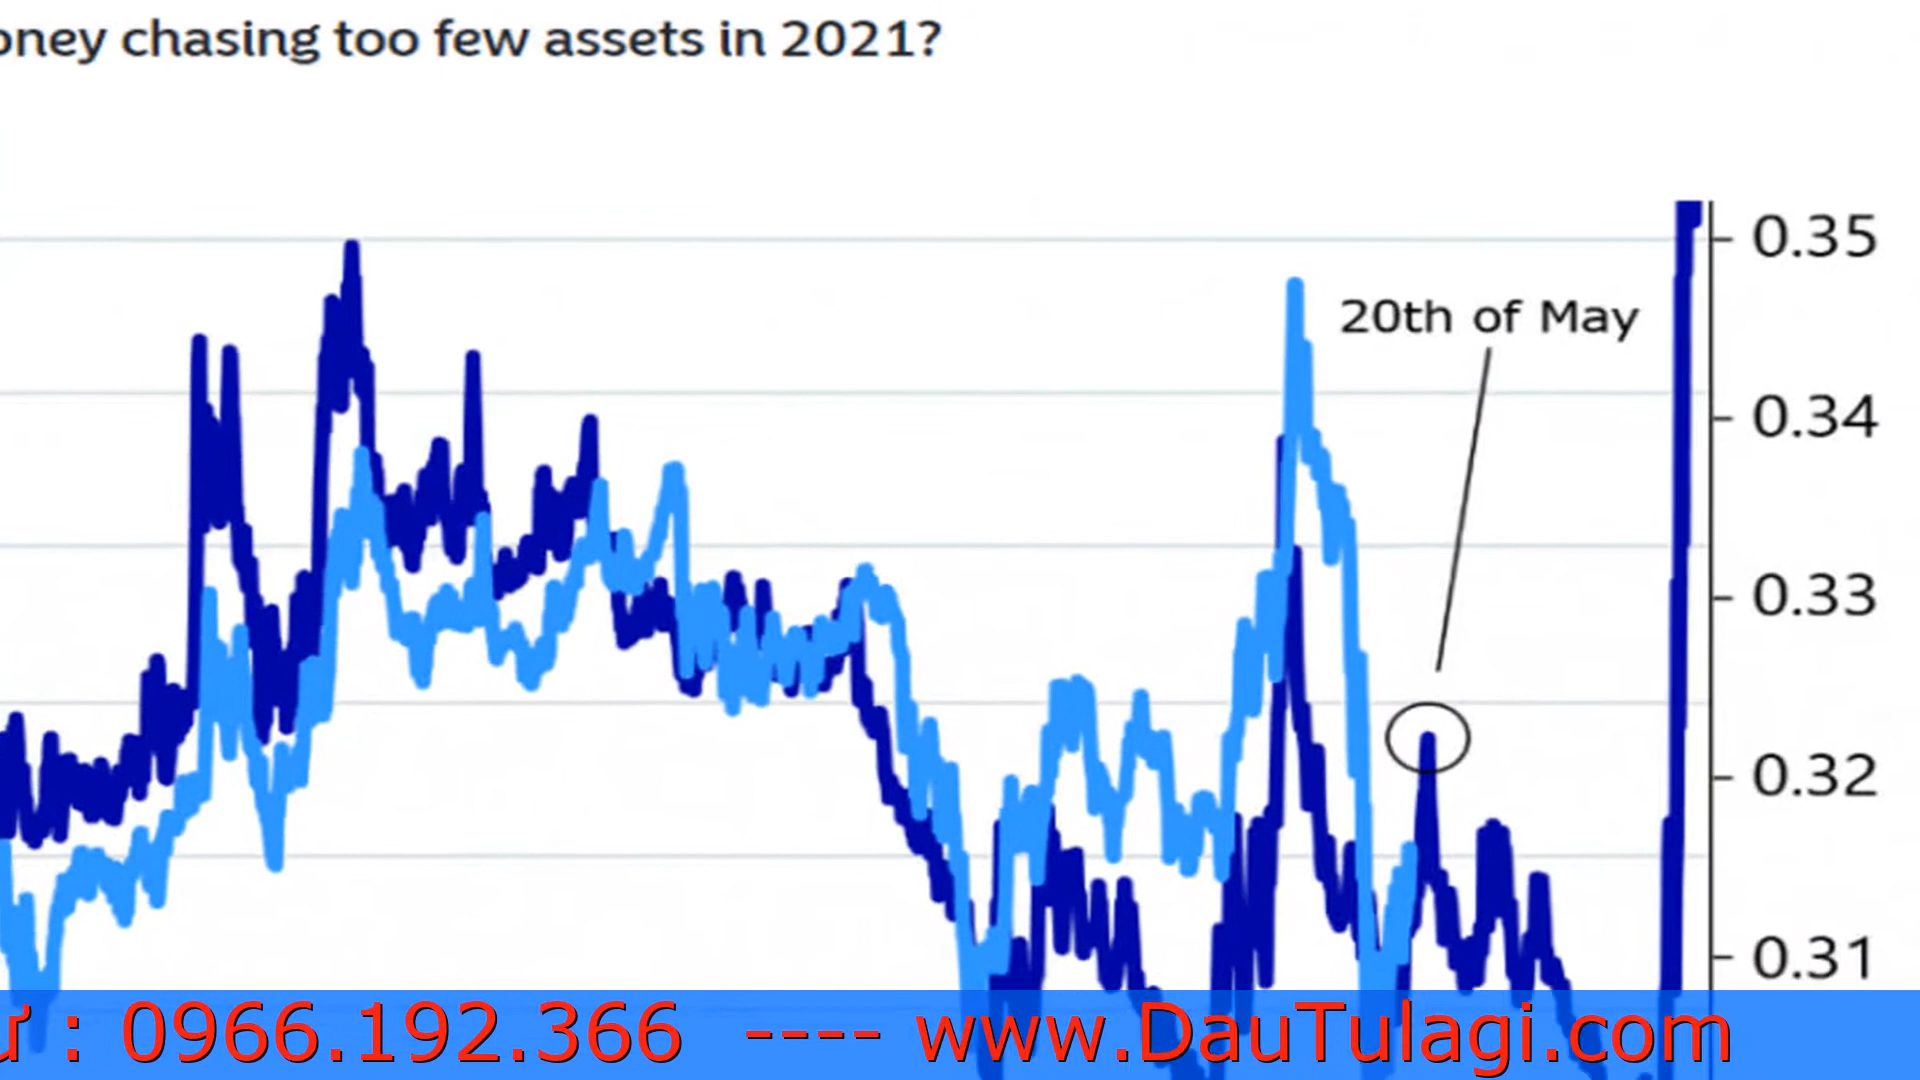 oney chasing too few assets in 2021?
0.35
20th of May
0.34
0.33
0.32
0.31
ư : 0966.192.366 ---- www.DauTulagi.com